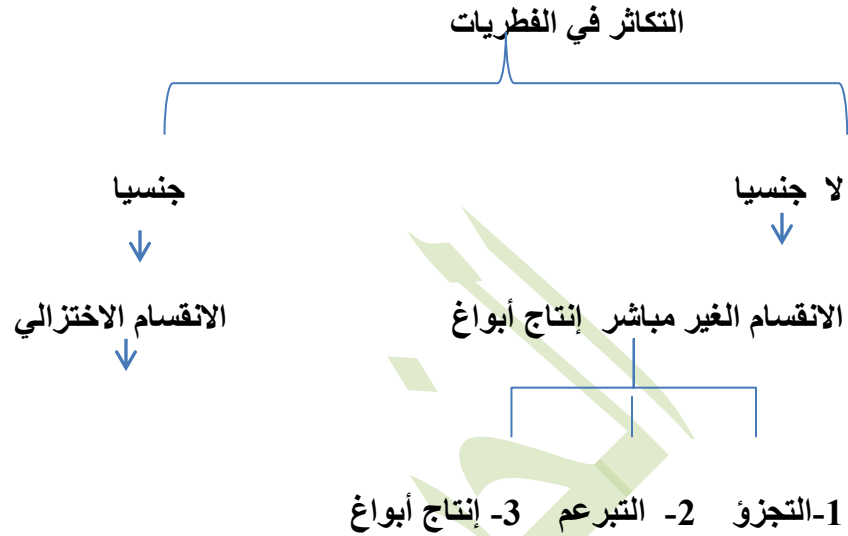 التكاثر في الفطريات
لا جنسيا جنسيا
الانقسام الغير مباشر إنتاج أبواغ الانقسام الاختزالي
1-التجزؤ 2- التبرعم 3- إنتاج أبواغ